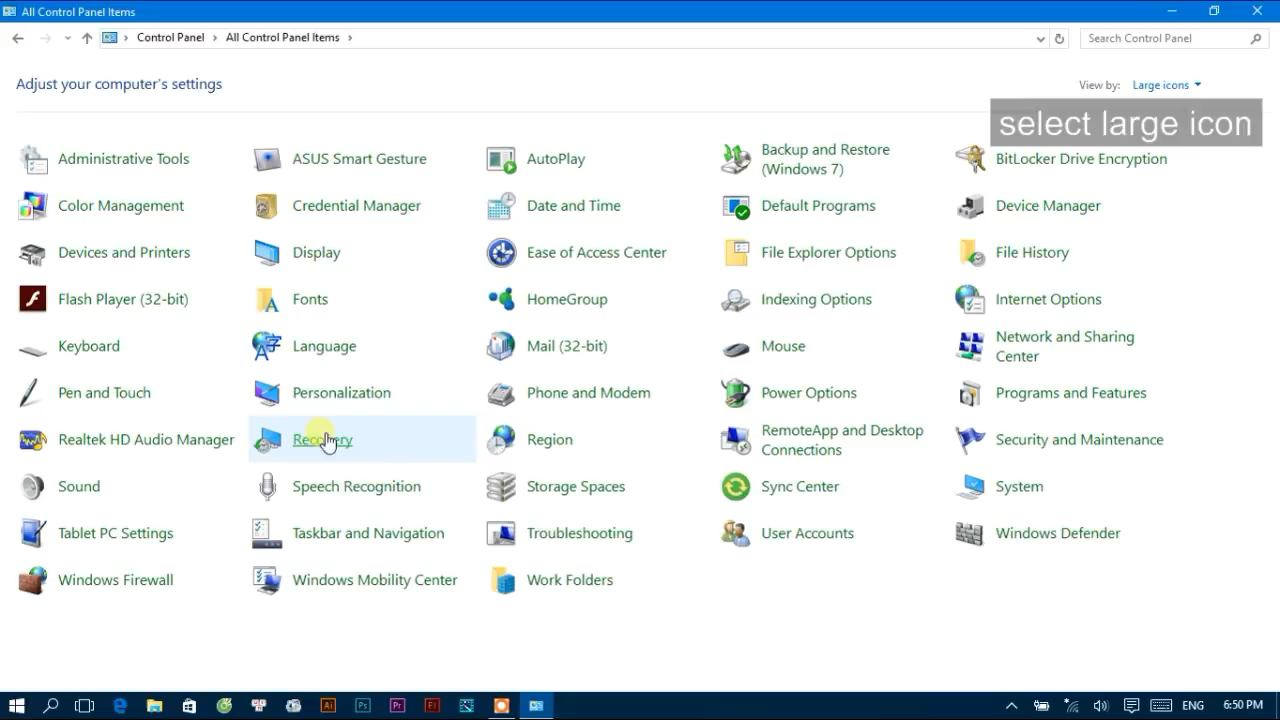 All Control Panel Items
Control Panel
All Control Panel Items
Search Control Panel
Adjust your computer's settings
View by:
Large icons
select large icon
Administrative Tools
ASUS Smart Gesture
AutoPlay
Backup and Restore
(Windows 7)
BitLocker Drive Encryption
Color Management
Credential Manager
Date and Time
Default Programs
Device Manager
Devices and Printers
Display
Ease of Access Center
File Explorer Options
File History
Flash Player (32-bit)
Fonts
HomeGroup
Indexing Options
Internet Options
Keyboard
Language
Mail (32-bit)
Mouse
Network and Sharing
Center
Pen and Touch
Personalization
Phone and Modem
Power Options
Programs and Features
Realtek HD Audio Manager
Recovery
Region
RemoteApp and Desktop
Connections
Security and Maintenance
Sound
Speech Recognition
Storage Spaces
Sync Center
System
Tablet PC Settings
Taskbar and Navigation
Troubleshooting
User Accounts
Windows Defender
Windows Firewall
Windows Mobility Center
Work Folders
Ai
Ps
Pr
Fl
ENG
6:50 PM